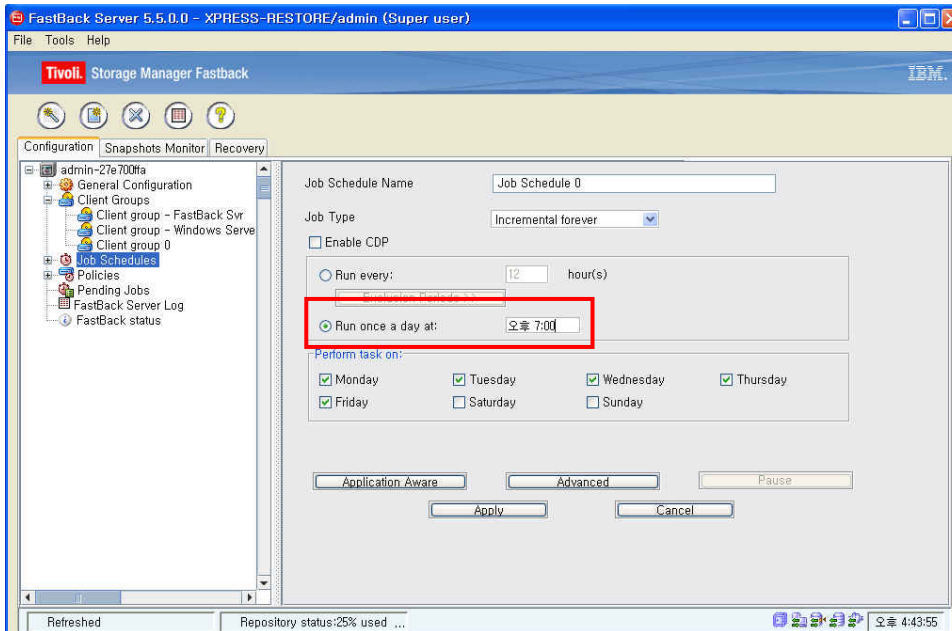 FastBack Server 5.5.0.0 - XPRESS-RESTORE/admin (Super user)
File Tools Help
Tivoli. Storage Manager Fastback
IBM.
Configuration Snapshots Monitor Recovery
admin-27e700ffa
General Configuration
Client Groups
Client group - FastBack Svr
Client group - Windows Serve
Client group 0
Job Schedules
Policies
Pending Jobs
FastBack Server Log
FastBack status
Job Schedule Name Job Schedule 0
Job Type Incremental forever
Enable CDP
Run every: 12 hour(s)
Exclusion Periods >>
Run once a day at: 오후 7:00
Perform task on:
Monday Tuesday Wednesday Thursday
Friday Saturday Sunday
Application Aware Advanced Pause
Apply Cancel
Refreshed Repository status:25% used ... 오후 4:43:55